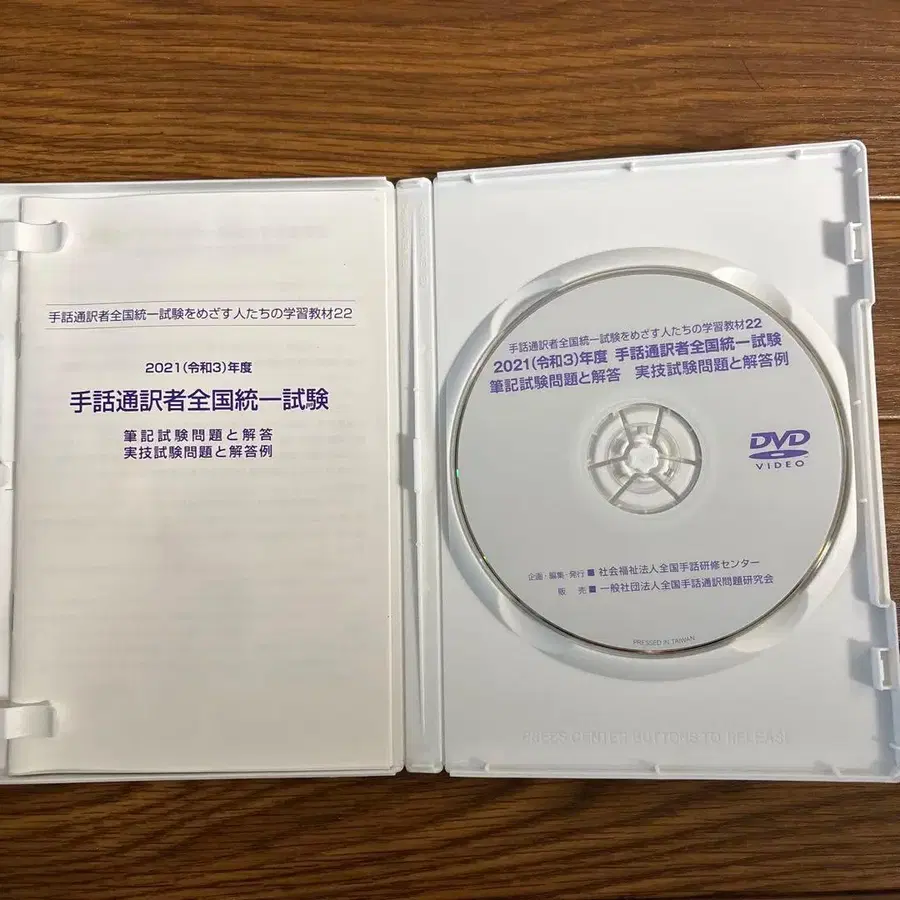 手話通訳者全国統一試験をめざす人たちの学習教材22
2021(令和3)年度
手話通訳者全国統一試験
筆記試験問題と解答
実技試験問題と解答例
手話通訳者全国統一試験をめざす人たちの学習教材22
2021(令和3)年度 手話通訳者全国統一試験
筆記試験問題と解答 実技試験問題と解答例
DVD
VIDEO
企画・編集・発行■社会福祉法人全国手話研修センター
販 売■一般社団法人全国手話通訳問題研究会
PRESSED IN TAIWAN
PRESS CENTER BUTTONS TO RELEASE